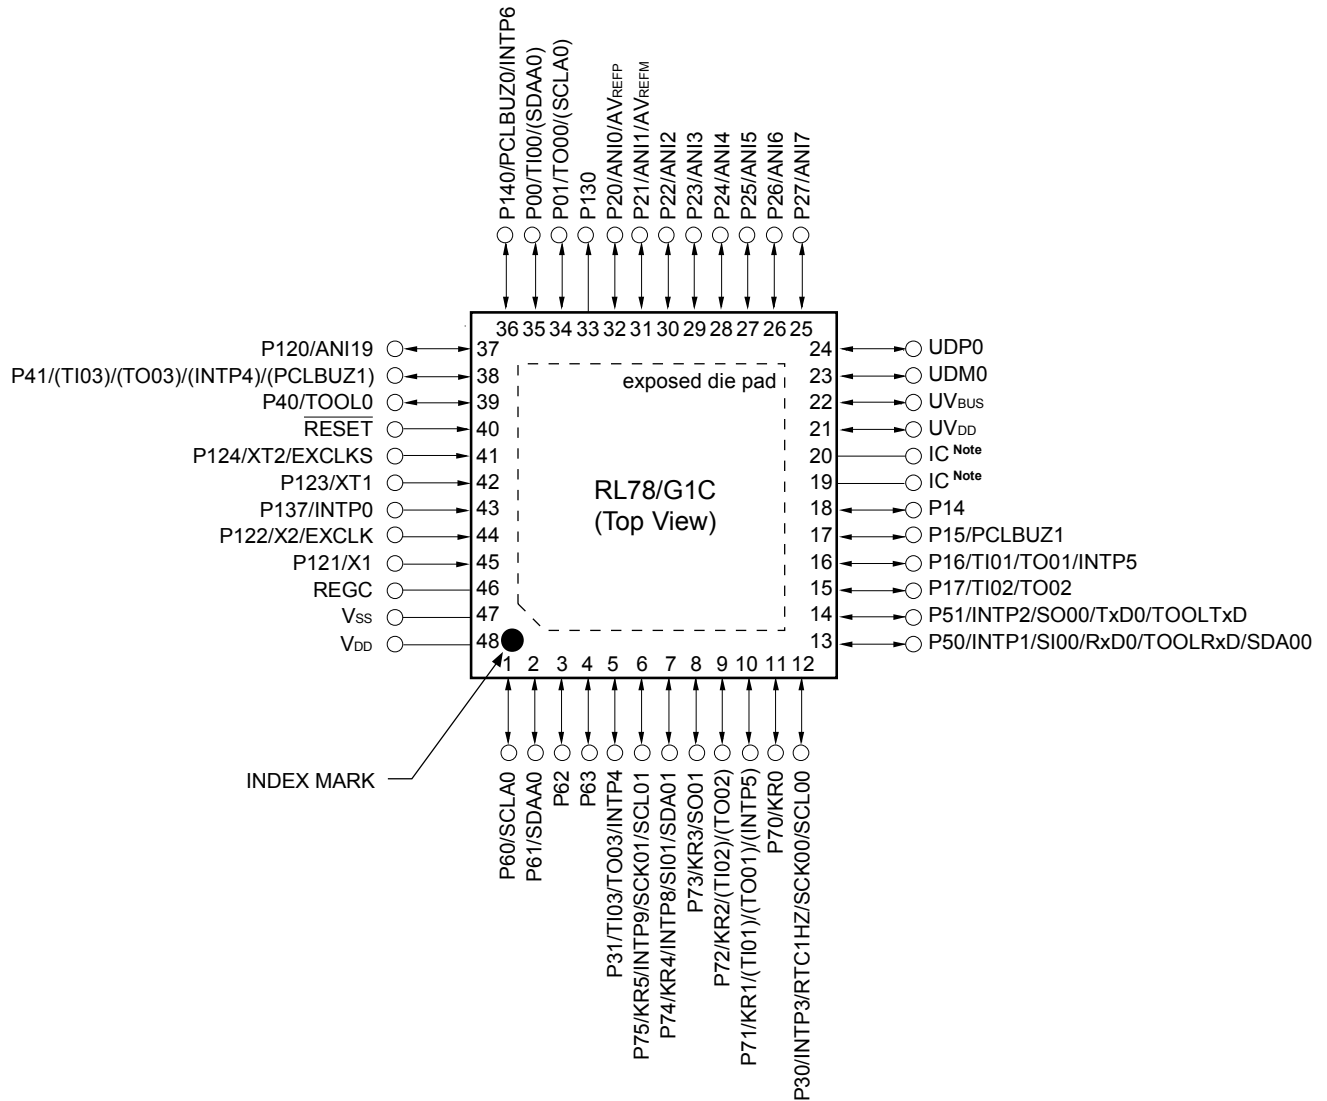 P140/PCLBUZ0/INTP6
P00/TI00/(SDAA0)
P01/TO00/(SCLA0)
P130
P20/ANI0/AVREFP
P21/ANI1/AVREFM
P22/ANI2
P23/ANI3
P24/ANI4
P25/ANI5
P26/ANI6
P27/ANI7
36 35 34 33 32 31 30 29 28 27 26 25
P120/ANI19 37
P41/(TI03)/(TO03)/(INTP4)/(PCLBUZ1) 38
P40/TOOL0 39
RESET 40
P124/XT2/EXCLKS 41
P123/XT1 42
P137/INTP0 43
P122/X2/EXCLK 44
P121/X1 45
REGC 46
VSS 47
VDD 48
exposed die pad
RL78/G1C
(Top View)
24 UDP0
23 UDM0
22 UVBUS
21 UVDD
20 IC Note
19 IC Note
18 P14
17 P15/PCLBUZ1
16 P16/TI01/TO01/INTP5
15 P17/TI02/TO02
14 P51/INTP2/SO00/TxD0/TOOLTxD
13 P50/INTP1/SI00/RxD0/TOOLRxD/SDA00
1 2 3 4 5 6 7 8 9 10 11 12
INDEX MARK
P60/SCLA0
P61/SDAA0
P62
P63
P31/TI03/TO03/INTP4
P75/KR5/INTP9/SCK01/SCL01
P74/KR4/INTP8/SI01/SDA01
P73/KR3/SO01
P72/KR2/(TI02)/(TO02)
P71/KR1/(TI01)/(TO01)/(INTP5)
P70/KR0
P30/INTP3/RTC1HZ/SCK00/SCL00